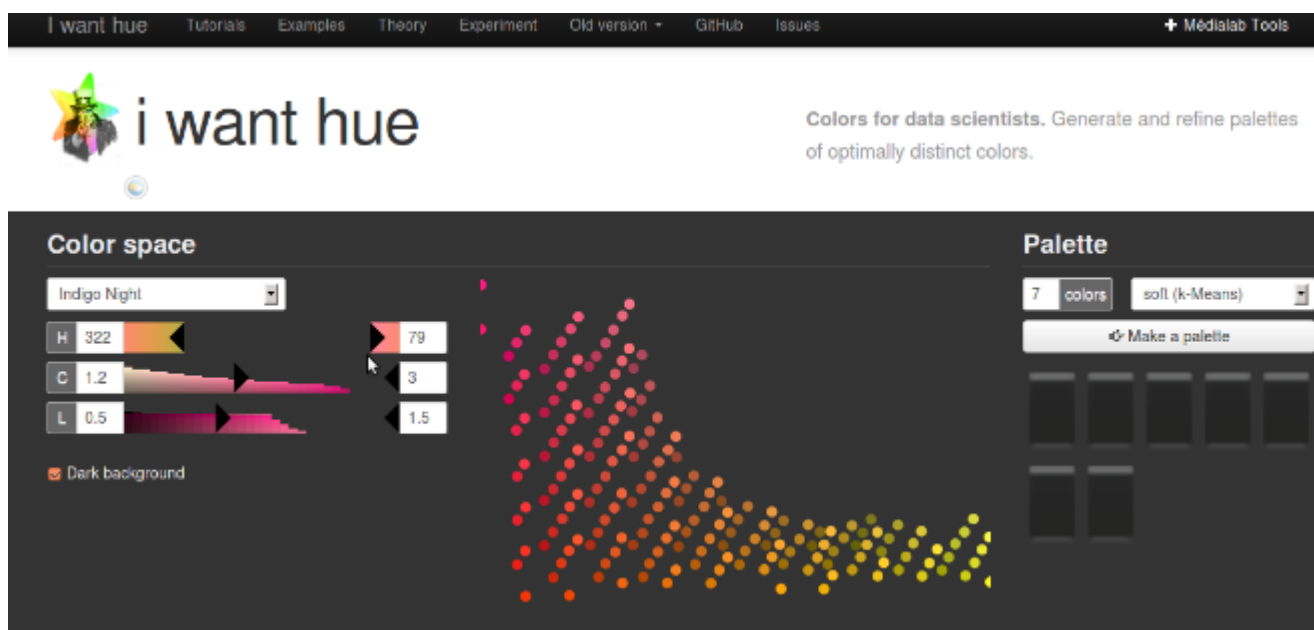 I want hue Tutorials Examples Theory Experiment Old version GitHub Issues + Médialab Tools
i want hue
Colors for data scientists. Generate and refine palettes
of optimally distinct colors.
Color space
Indigo Night
H 322 79
C 1.2 3
L 0.5 1.5
Dark background
Palette
7 colors soft (k-Means)
Make a palette